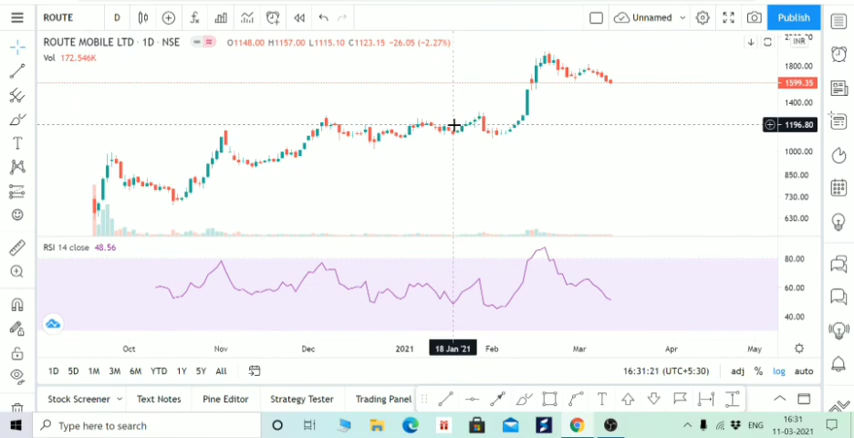 ROUTE D Unnamed Publish
ROUTE MOBILE LTD · 1D · NSE O1148.00 H1157.00 L1115.10 C1123.15 -26.05 (-2.27%) INR
Vol 172.546K
1800.00
1599.35
1400.00
1196.80
1000.00
850.00
730.00
630.00
RSI 14 close 48.56
80.00
60.00
40.00
Oct Nov Dec 2021 18 Jan '21 Feb Mar Apr May
1D 5D 1M 3M 6M YTD 1Y 5Y All 16:31:21 (UTC+5:30) adj % log auto
Stock Screener Text Notes Pine Editor Strategy Tester Trading Panel
Type here to search ENG 16:31
11-03-2021